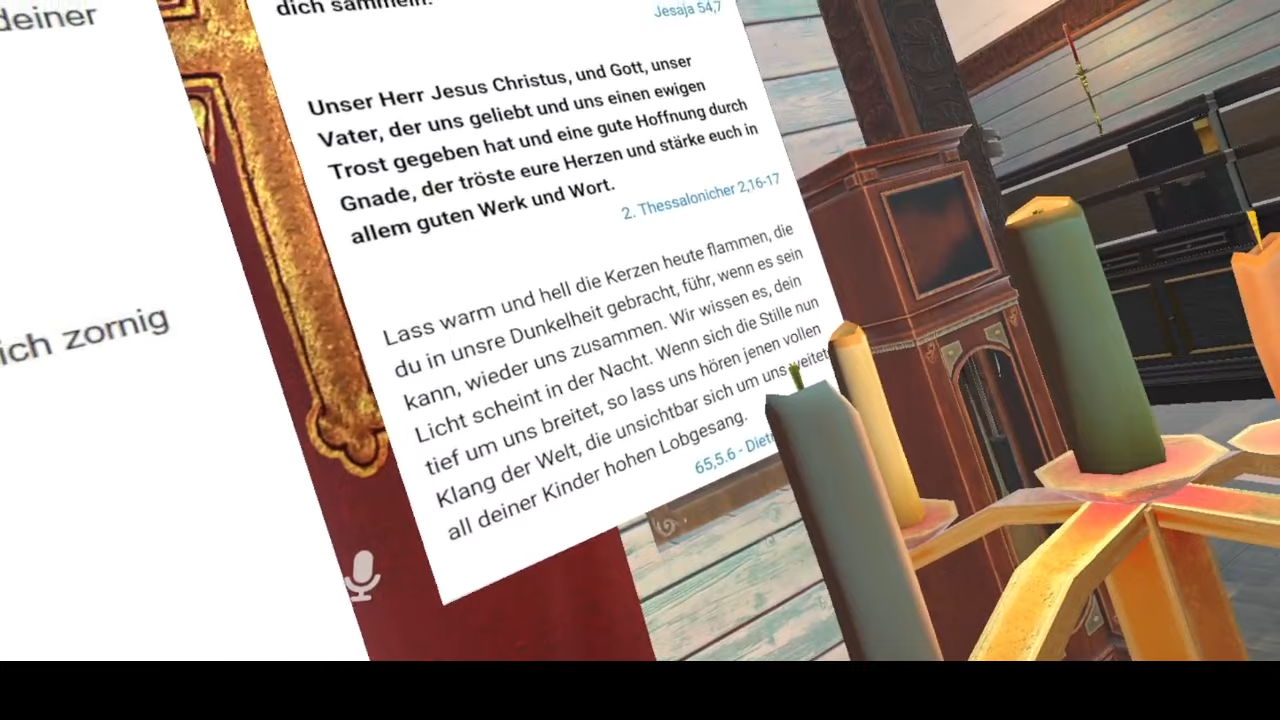 deiner
ich zornig
dich sammeln.
Jesaja 54,7
Unser Herr Jesus Christus, und Gott, unser
Vater, der uns geliebt und uns einen ewigen
Trost gegeben hat und eine gute Hoffnung durch
Gnade, der tröste eure Herzen und stärke euch in
allem guten Werk und Wort.
2. Thessalonicher 2,16-17
Lass warm und hell die Kerzen heute flammen, die
du in unsre Dunkelheit gebracht, führ, wenn es sein
kann, wieder uns zusammen. Wir wissen es, dein
Licht scheint in der Nacht. Wenn sich die Stille nun
tief um uns breitet, so lass uns hören jenen vollen
Klang der Welt, die unsichtbar sich um uns weitet
all deiner Kinder hohen Lobgesang.
65,5.6 -